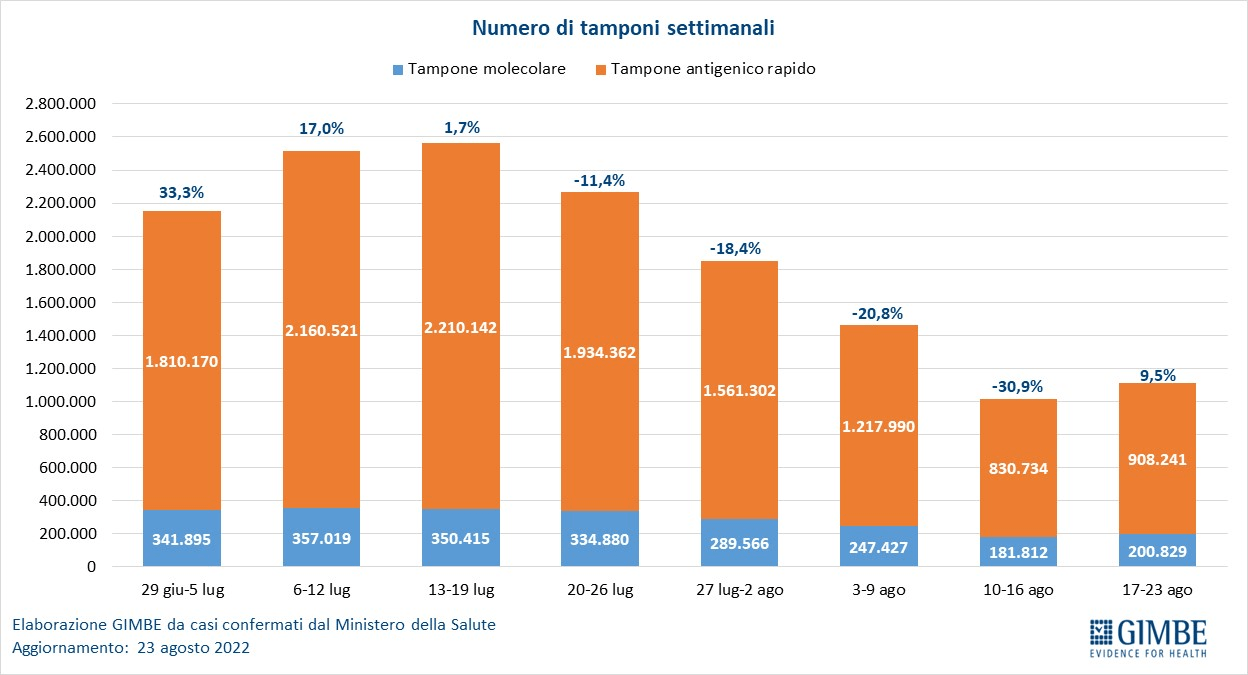 Numero di tamponi settimanali
Tampone molecolare Tampone antigenico rapido
2.800.000
2.600.000
2.400.000
2.200.000
2.000.000
1.800.000
1.600.000
1.400.000
1.200.000
1.000.000
800.000
600.000
400.000
200.000
0
33,3% 17,0% 1,7% -11,4% -18,4% -20,8% -30,9% 9,5%
1.810.170 2.160.521 2.210.142 1.934.362 1.561.302 1.217.990 830.734 908.241
341.895 357.019 350.415 334.880 289.566 247.427 181.812 200.829
29 giu-5 lug 6-12 lug 13-19 lug 20-26 lug 27 lug-2 ago 3-9 ago 10-16 ago 17-23 ago
Elaborazione GIMBE da casi confermati dal Ministero della Salute
Aggiornamento: 23 agosto 2022
GIMBE
EVIDENCE FOR HEALTH